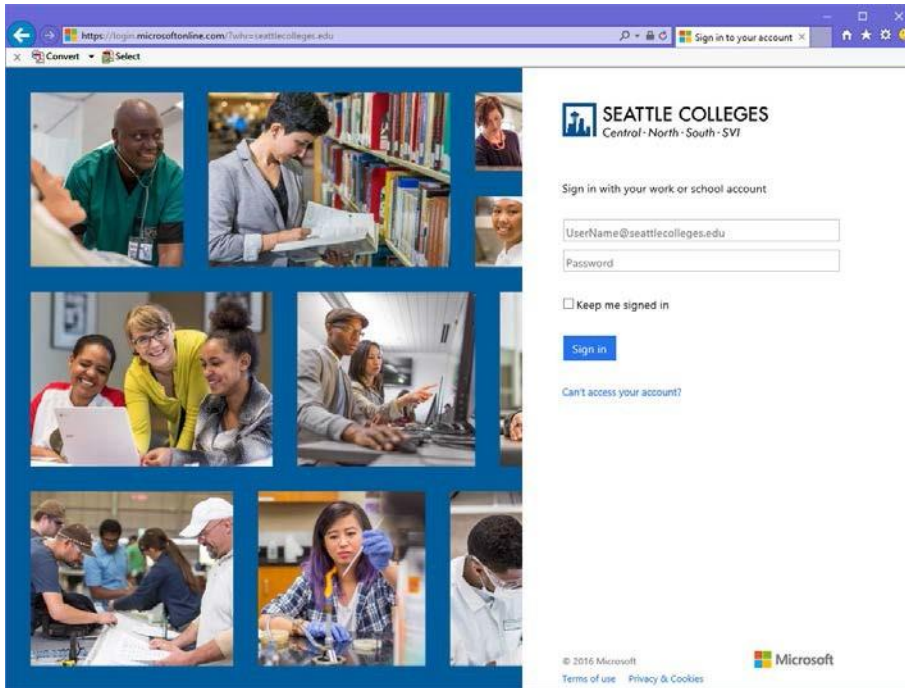 https://login.microsoftonline.com/?whr=seattlecolleges.edu
Sign in to your account
Convert
Select
SEATTLE COLLEGES
Central·North·South·SVI
Sign in with your work or school account
UserName@seattlecolleges.edu
Password
Keep me signed in
Sign in
Can't access your account?
© 2016 Microsoft
Microsoft
Terms of use Privacy & Cookies